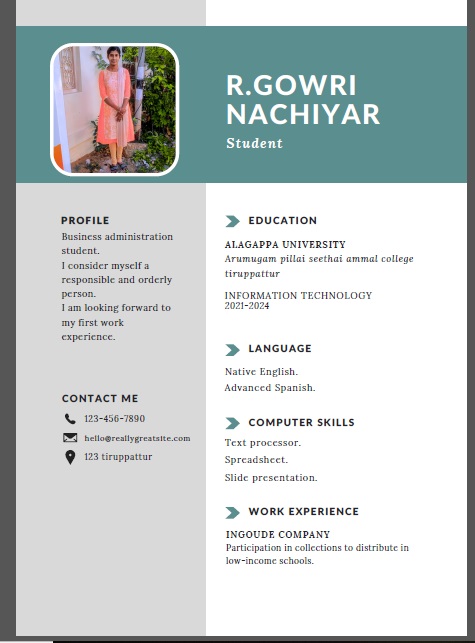 R.GOWRI
NACHIYAR
Student
PROFILE
Business administration
student.
I consider myself a
responsible and orderly
person.
I am looking forward to
my first work
experience.
CONTACT ME
123-456-7890
hello@reallygreatsite.com
123 tiruppattur
EDUCATION
ALAGAPPA UNIVERSITY
Arumugam pillai seethai ammal college
tiruppattur
INFORMATION TECHNOLOGY
2021-2024
LANGUAGE
Native English.
Advanced Spanish.
COMPUTER SKILLS
Text processor.
Spreadsheet.
Slide presentation.
WORK EXPERIENCE
INGOUDE COMPANY
Participation in collections to distribute in
low-income schools.